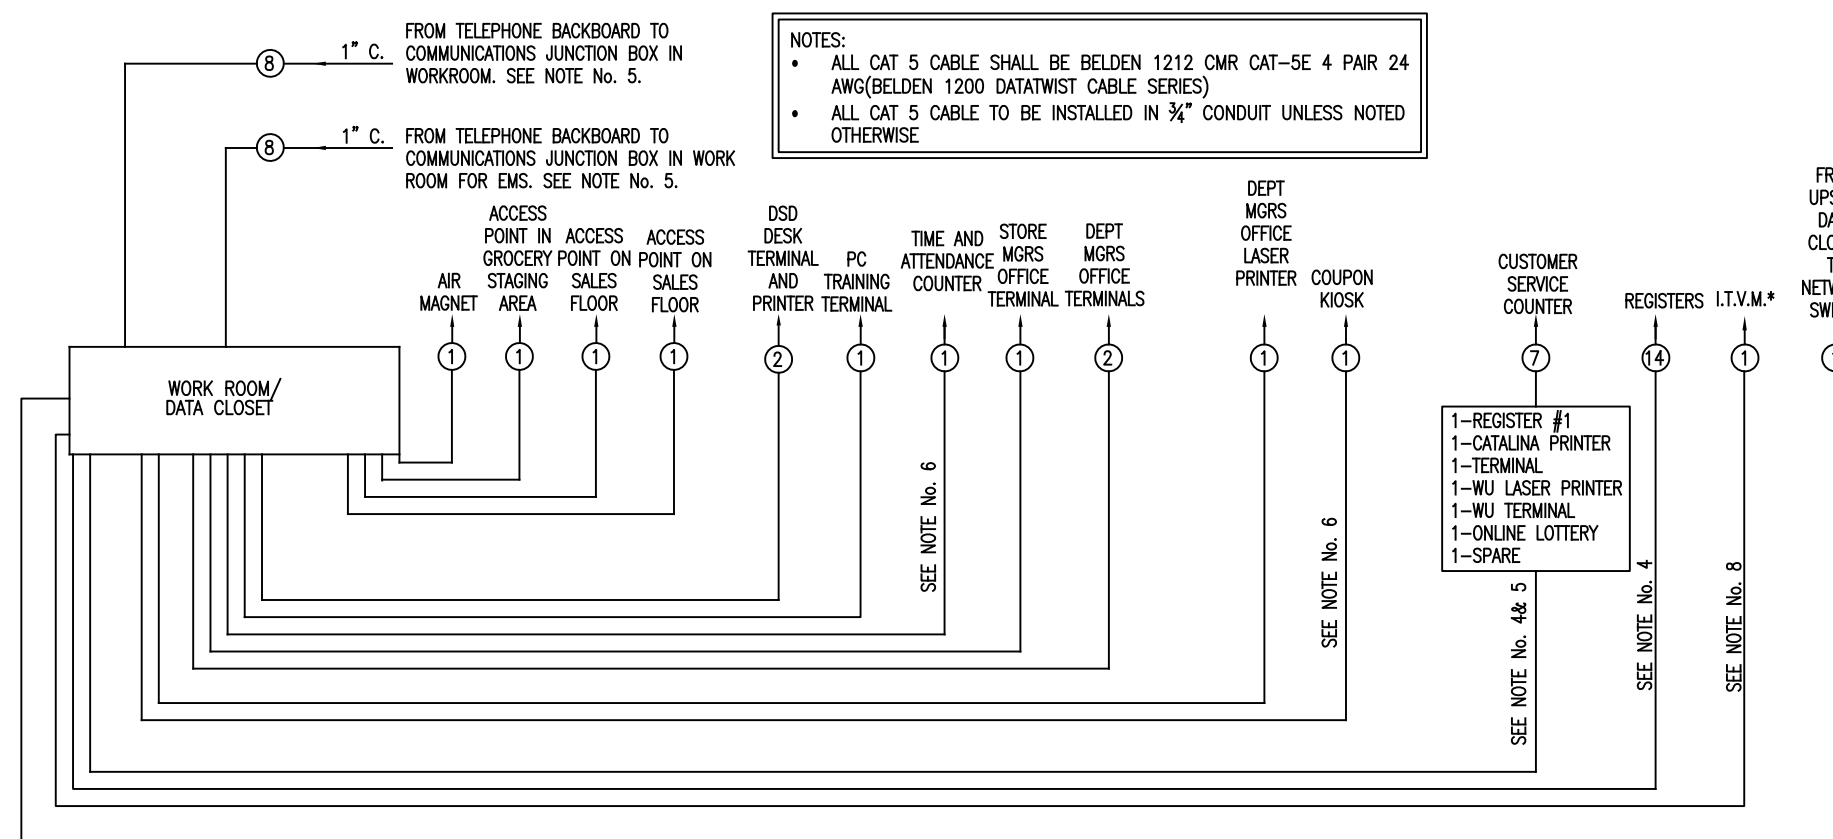 FROM TELEPHONE BACKBOARD TO
COMMUNICATIONS JUNCTION BOX IN
WORKROOM. SEE NOTE No. 5.
1" C.
8
FROM TELEPHONE BACKBOARD TO
COMMUNICATIONS JUNCTION BOX IN WORK
ROOM FOR EMS. SEE NOTE No. 5.
1" C.
8
NOTES:
• ALL CAT 5 CABLE SHALL BE BELDEN 1212 CMR CAT-5E 4 PAIR 24
AWG(BELDEN 1200 DATATWIST CABLE SERIES)
• ALL CAT 5 CABLE TO BE INSTALLED IN ¾" CONDUIT UNLESS NOTED
OTHERWISE
WORK ROOM/
DATA CLOSET
AIR
MAGNET
1
ACCESS
POINT IN
GROCERY
STAGING
AREA
1
ACCESS
POINT ON
SALES
FLOOR
1
ACCESS
POINT ON
SALES
FLOOR
1
DSD
DESK
TERMINAL
AND
PRINTER
2
PC
TRAINING
TERMINAL
1
TIME AND
ATTENDANCE
COUNTER
1
SEE NOTE No. 6
STORE
MGRS
OFFICE
TERMINAL
1
DEPT
MGRS
OFFICE
TERMINALS
2
DEPT
MGRS
OFFICE
LASER
PRINTER
1
COUPON
KIOSK
1
SEE NOTE No. 6
CUSTOMER
SERVICE
COUNTER
7
1-REGISTER #1
1-CATALINA PRINTER
1-TERMINAL
1-WU LASER PRINTER
1-WU TERMINAL
1-ONLINE LOTTERY
1-SPARE
SEE NOTE No. 4& 5
REGISTERS
14
SEE NOTE No. 4
I.T.V.M.*
1
SEE NOTE No. 8